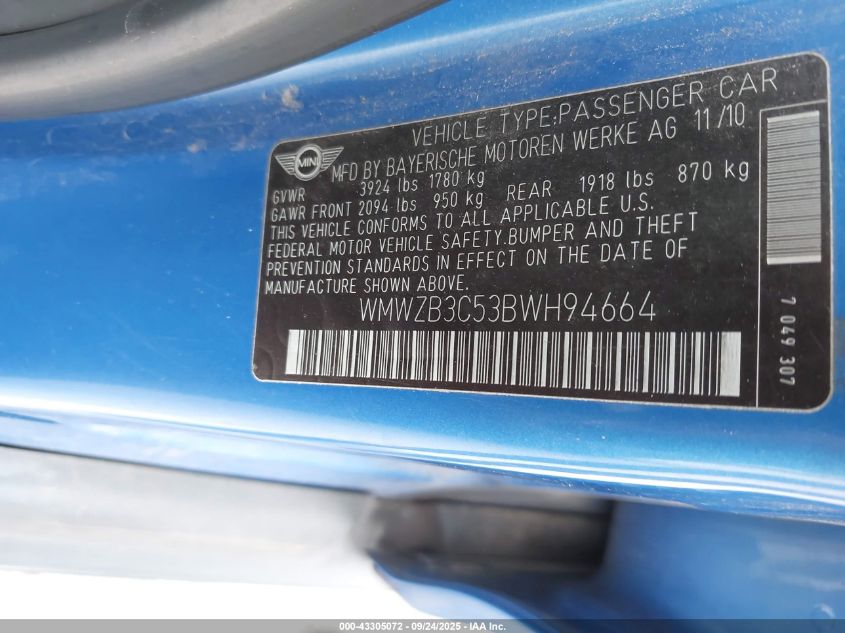 VEHICLE TYPE:PASSENGER CAR
MINI
MFD BY BAYERISCHE MOTOREN WERKE AG 11/10
GVWR 3924 lbs 1780 kg
GAWR FRONT 2094 lbs 950 kg REAR 1918 lbs 870 kg
THIS VEHICLE CONFORMS TO ALL APPLICABLE U.S.
FEDERAL MOTOR VEHICLE SAFETY.BUMPER AND THEFT
PREVENTION STANDARDS IN EFFECT ON THE DATE OF
MANUFACTURE SHOWN ABOVE.
WMWZB3C53BWH94664
7 049 307
000-43305072 - 09/24/2025 - IAA Inc.